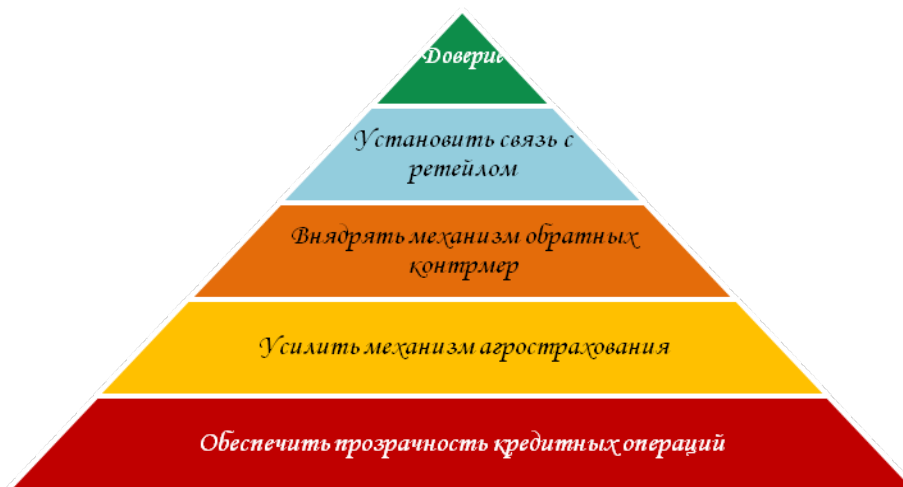 Доверие
Установить связь с
ретейлом
Внядрять механизм обратных
контрмер
Усилить механизм агрострахования
Обеспечить прозрачность кредитных операций